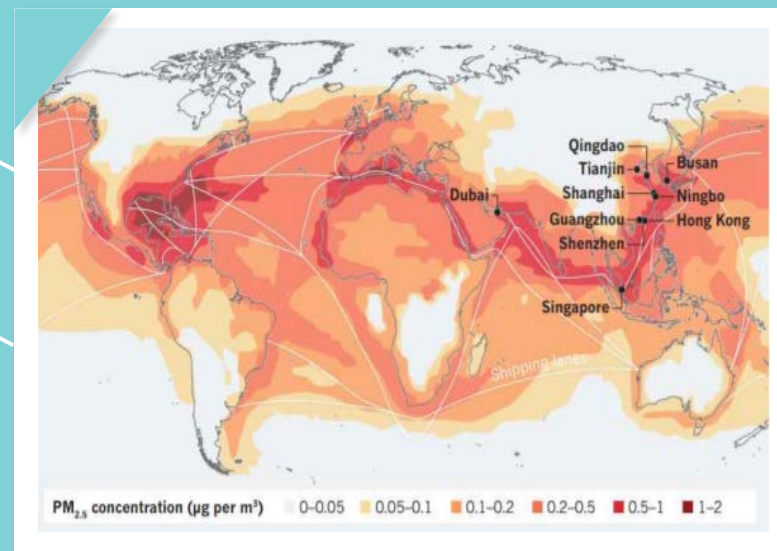 Qingdao
Tianjin
Busan
Dubai
Shanghai
Ningbo
Guangzhou
Hong Kong
Shenzhen
Singapore
Shipping lanes
PM2.5 concentration (µg per m³) 0–0.05 0.05–0.1 0.1–0.2 0.2–0.5 0.5–1 1–2